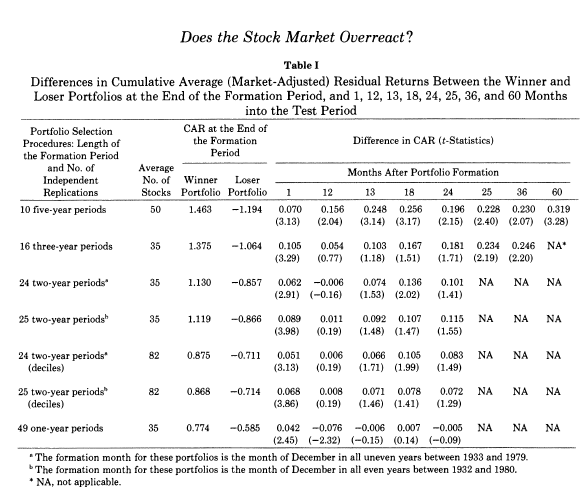 Does the Stock Market Overreact?
Table I
Differences in Cumulative Average (Market-Adjusted) Residual Returns Between the Winner and
Loser Portfolios at the End of the Formation Period, and 1, 12, 13, 18, 24, 25, 36, and 60 Months
into the Test Period
Portfolio Selection Procedures: Length of the Formation Period and No. of Independent Replications
Average No. of Stocks
CAR at the End of the Formation Period
Winner Portfolio Loser Portfolio
Difference in CAR (t-Statistics)
Months After Portfolio Formation
1 12 13 18 24 25 36 60
10 five-year periods 50 1.463 −1.194 0.070 0.156 0.248 0.256 0.196 0.228 0.230 0.319
(3.13) (2.04) (3.14) (3.17) (2.15) (2.40) (2.07) (3.28)
16 three-year periods 35 1.375 −1.064 0.105 0.054 0.103 0.167 0.181 0.234 0.246 NA*
(3.29) (0.77) (1.18) (1.51) (1.71) (2.19) (2.20)
24 two-year periodsᵃ 35 1.130 −0.857 0.062 −0.006 0.074 0.136 0.101 NA NA NA
(2.91) (−0.16) (1.53) (2.02) (1.41)
25 two-year periodsᵇ 35 1.119 −0.866 0.089 0.011 0.092 0.107 0.115 NA NA NA
(3.98) (0.19) (1.48) (1.47) (1.55)
24 two-year periodsᵃ 82 0.875 −0.711 0.051 0.006 0.066 0.105 0.083 NA NA NA
(deciles) (3.13) (0.19) (1.71) (1.99) (1.49)
25 two-year periodsᵇ 82 0.868 −0.714 0.068 0.008 0.071 0.078 0.072 NA NA NA
(deciles) (3.86) (0.19) (1.46) (1.41) (1.29)
49 one-year periods 35 0.774 −0.585 0.042 −0.076 −0.006 0.007 −0.005 NA NA NA
(2.45) (−2.32) (−0.15) (0.14) (−0.09)
ᵃ The formation month for these portfolios is the month of December in all uneven years between 1933 and 1979.
ᵇ The formation month for these portfolios is the month of December in all even years between 1932 and 1980.
* NA, not applicable.